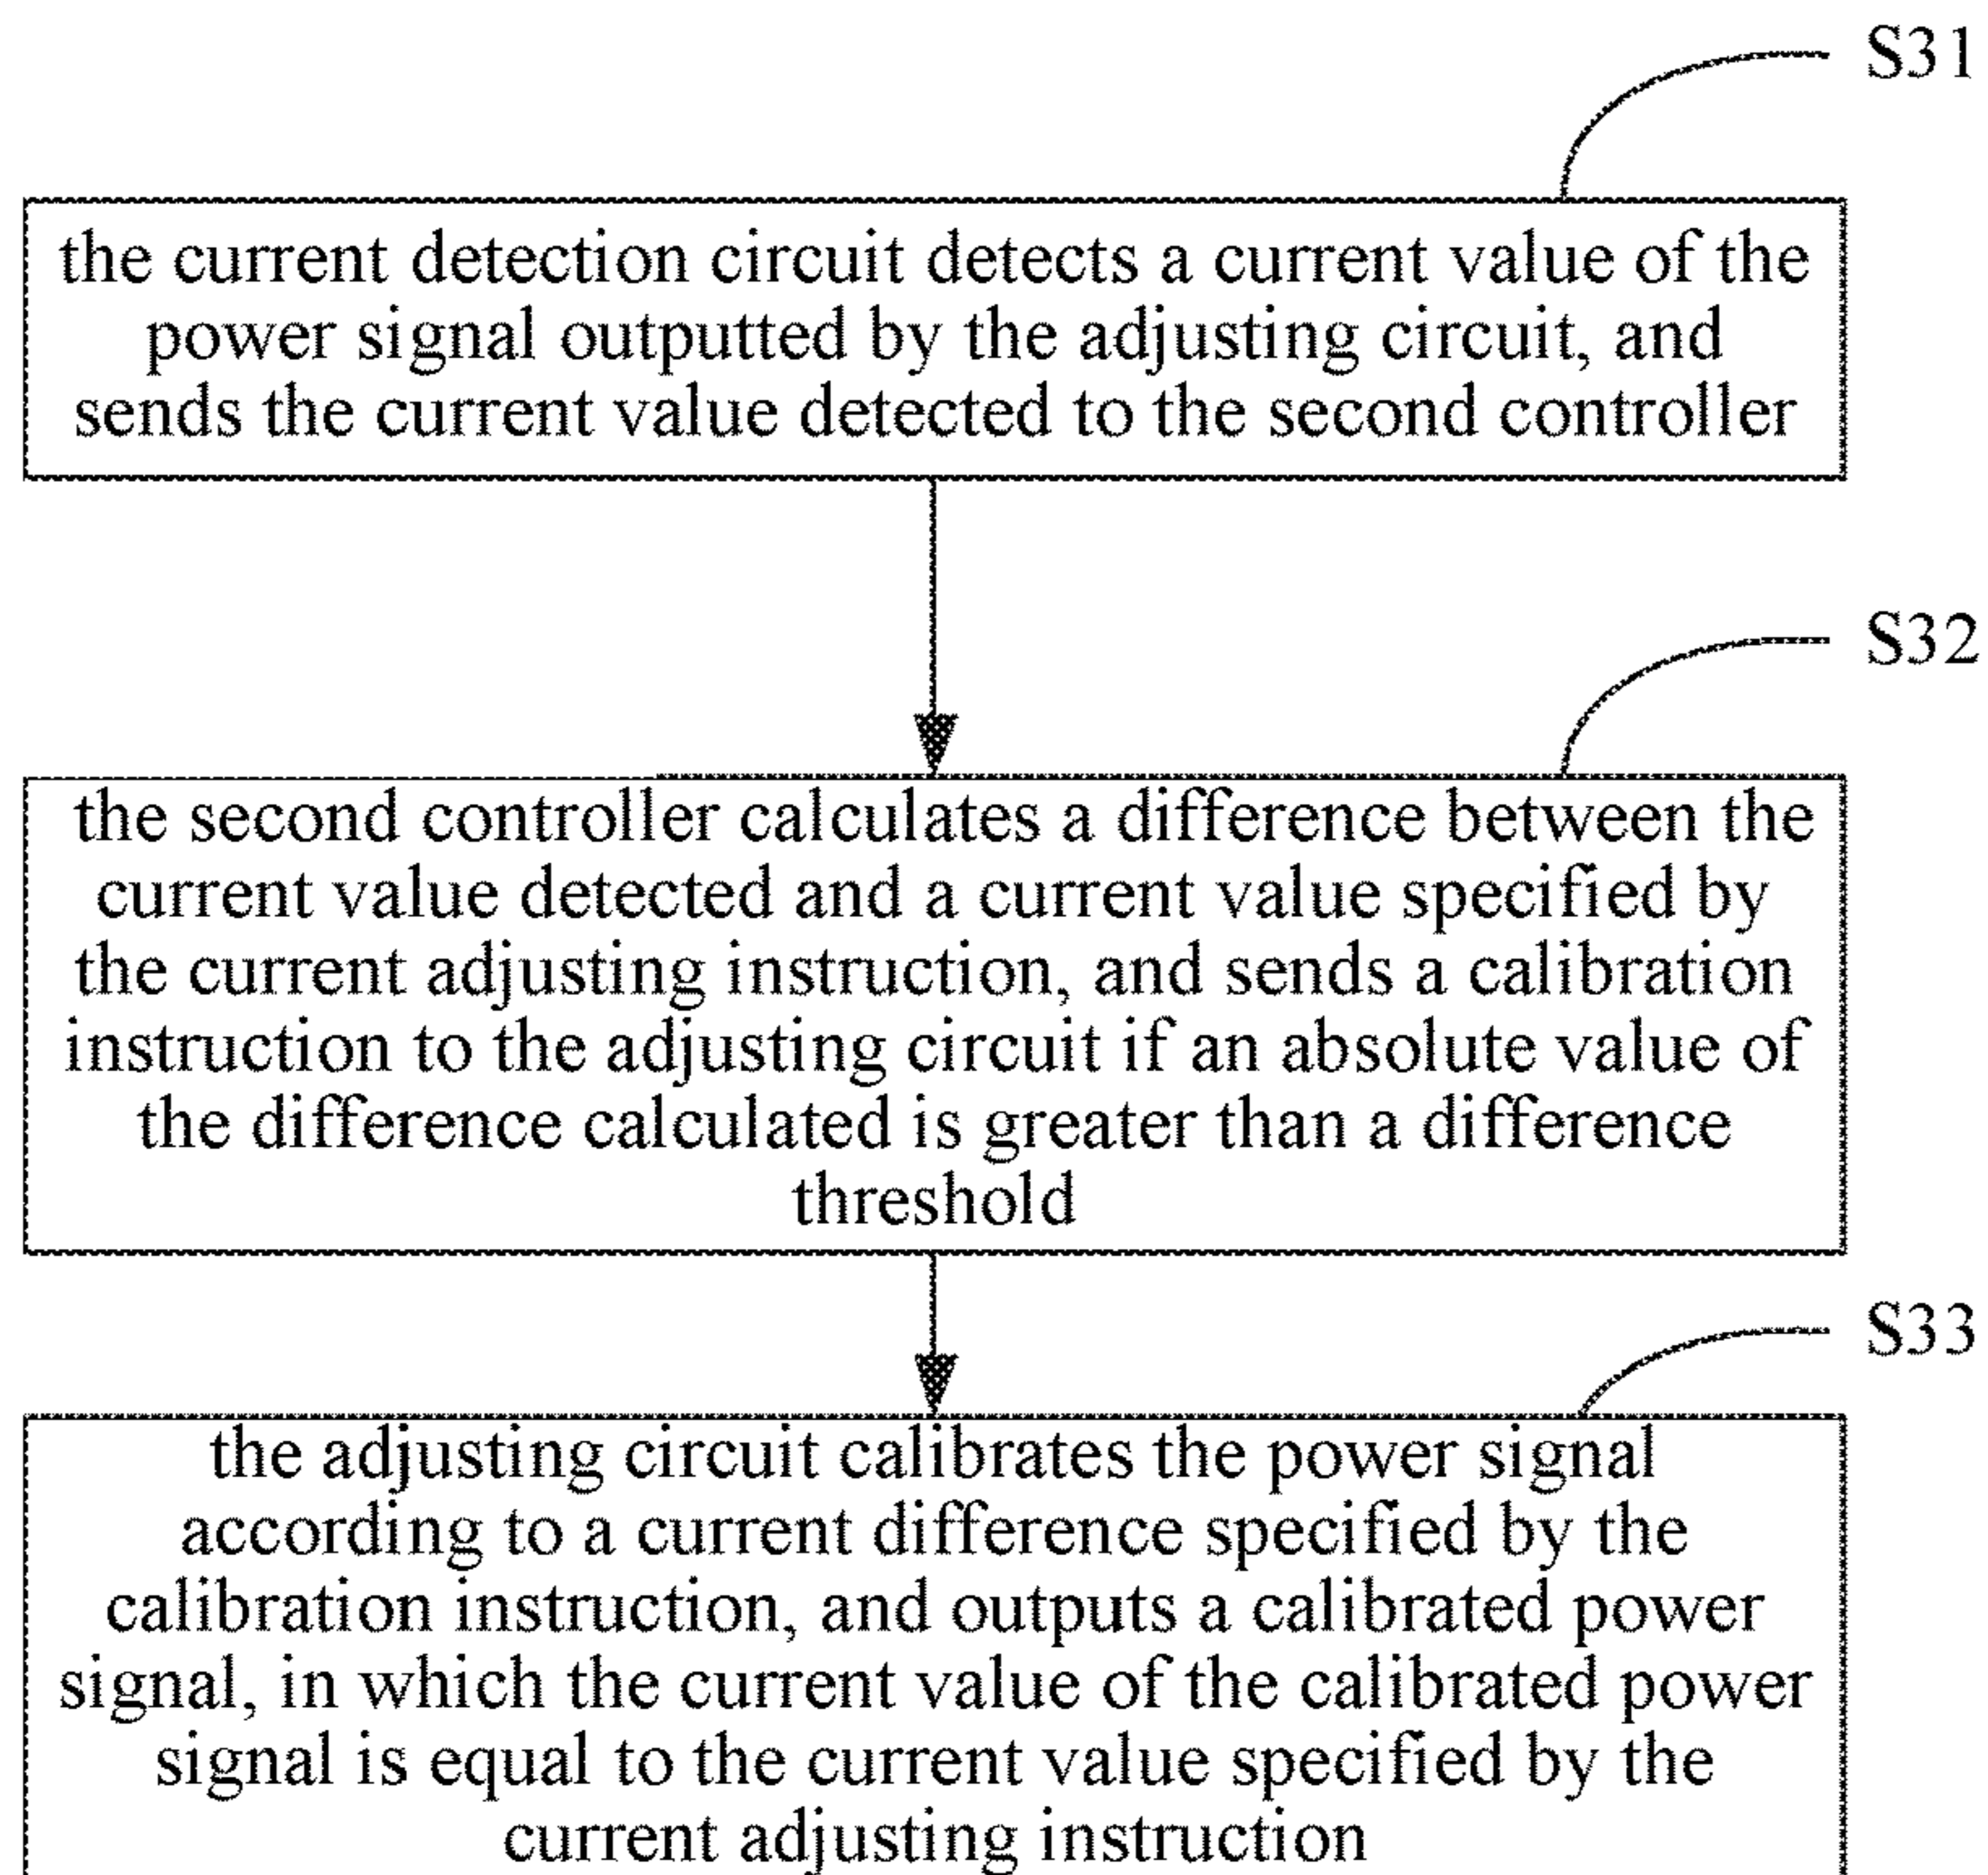 S31
the current detection circuit detects a current value of the
power signal outputted by the adjusting circuit, and
sends the current value detected to the second controller
S32
the second controller calculates a difference between the
current value detected and a current value specified by
the current adjusting instruction, and sends a calibration
instruction to the adjusting circuit if an absolute value of
the difference calculated is greater than a difference
threshold
S33
the adjusting circuit calibrates the power signal
according to a current difference specified by the
calibration instruction, and outputs a calibrated power
signal, in which the current value of the calibrated power
signal is equal to the current value specified by the
current adjusting instruction